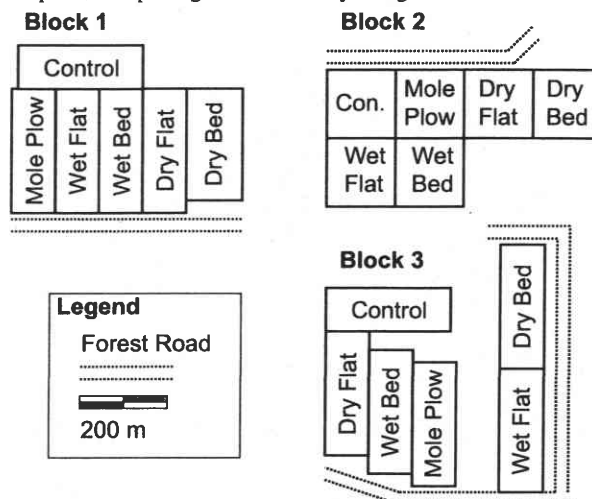 Block 1
Control
Mole Plow
Wet Flat
Wet Bed
Dry Flat
Dry Bed
Block 2
Con.
Mole
Plow
Dry
Flat
Dry
Bed
Wet
Flat
Wet
Bed
Block 3
Control
Dry Flat
Wet Bed
Mole Plow
Dry Bed
Wet Flat
Legend
Forest Road
200 m